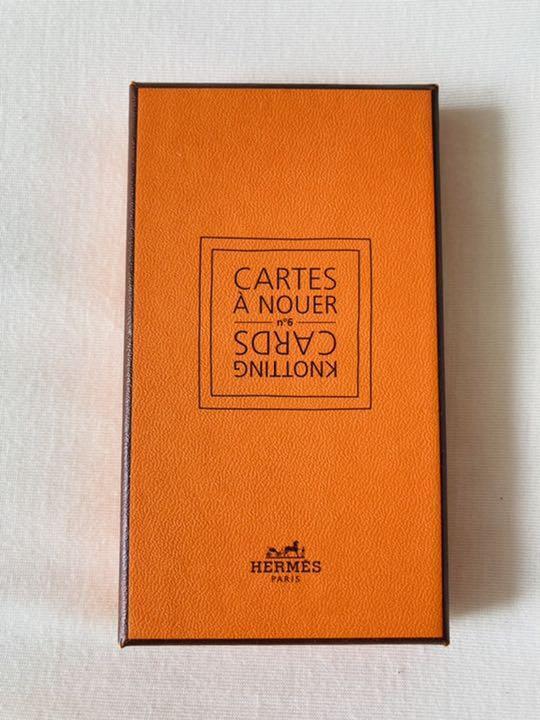 CARTES
À NOUER
n°6
KNOTTING
CARDS
HERMÈS
PARIS